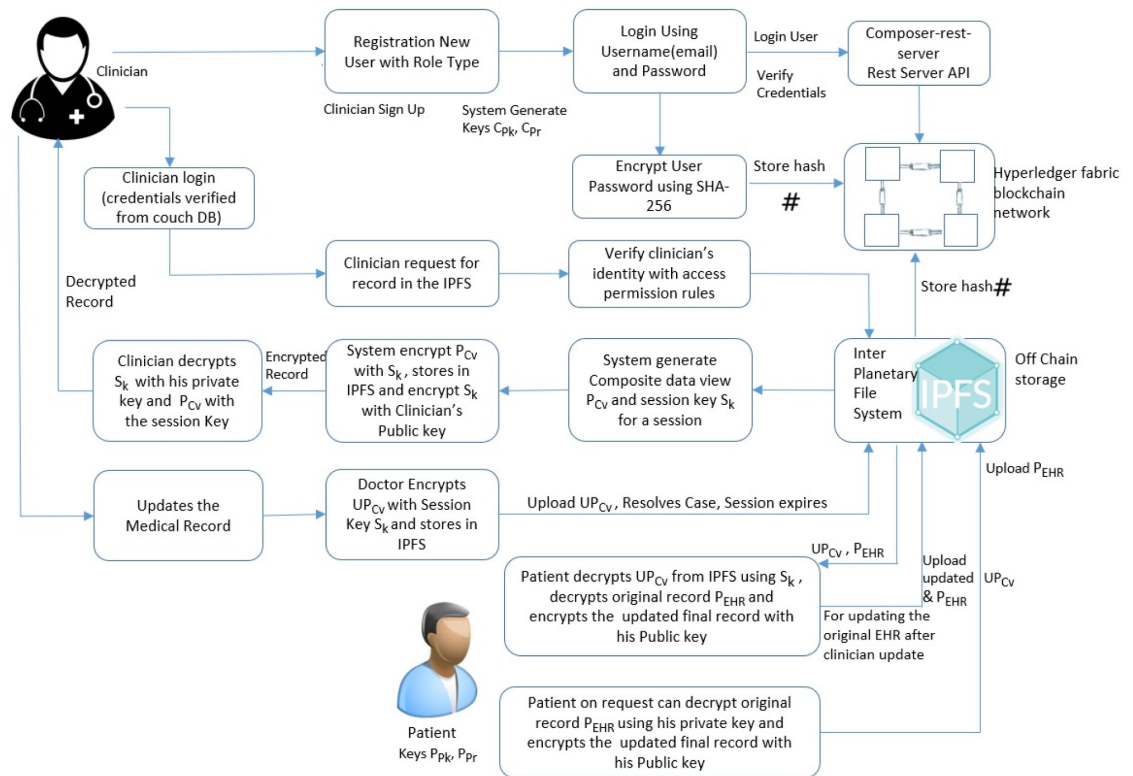 Clinician
Registration New
User with Role Type
Clinician Sign Up
System Generate
Keys CPk, CPr
Login Using
Username(email)
and Password
Login User
Verify
Credentials
Composer-rest-
server
Rest Server API
Encrypt User
Password using SHA-
256
Store hash
#
Hyperledger fabric
blockchain
network
Clinician login
(credentials verified
from couch DB)
Clinician request for
record in the IPFS
Verify clinician's
identity with access
permission rules
Store hash#
Decrypted
Record
Clinician decrypts
Sk with his private
key and PCv with
the session Key
Encrypted
Record
System encrypt PCv
with Sk, stores in
IPFS and encrypt Sk
with Clinician's
Public key
System generate
Composite data view
PCv and session key Sk
for a session
Inter
Planetary
File
System
IPFS
Off Chain
storage
Updates the
Medical Record
Doctor Encrypts
UPCv with Session
Key Sk and stores in
IPFS
Upload UPCv, Resolves Case, Session expires
Upload PEHR
UPCv, PEHR
Patient decrypts UPCv from IPFS using Sk,
decrypts original record PEHR and
encrypts the updated final record with
his Public key
Upload
updated
& PEHR
UPCv
For updating the
original EHR after
clinician update
Patient
Keys PPk, PPr
Patient on request can decrypt original
record PEHR using his private key and
encrypts the updated final record with
his Public key